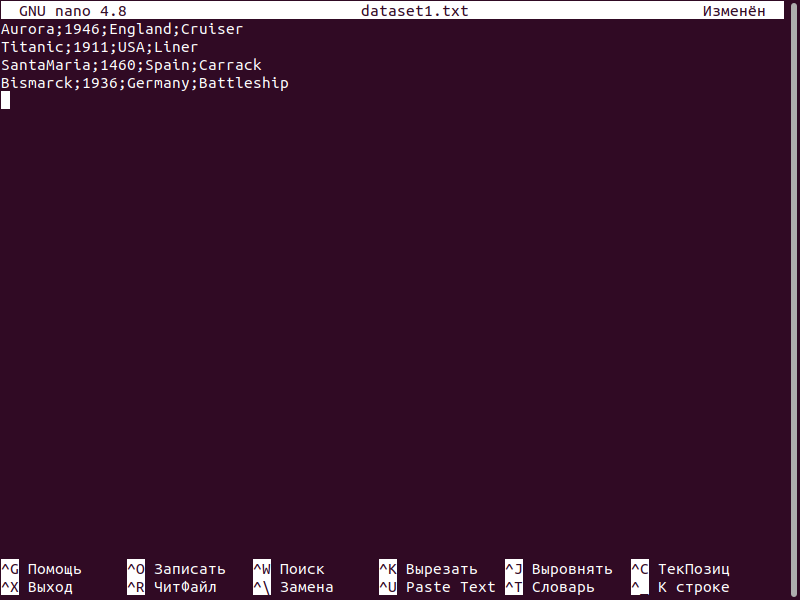 GNU nano 4.8 dataset1.txt Изменён
Aurora;1946;England;Cruiser
Titanic;1911;USA;Liner
SantaMaria;1460;Spain;Carrack
Bismarck;1936;Germany;Battleship
^G Помощь ^O Записать ^W Поиск ^K Вырезать ^J Выровнять ^C ТекПозиц
^X Выход ^R ЧитФайл ^\ Замена ^U Paste Text ^T Словарь ^_ К строке